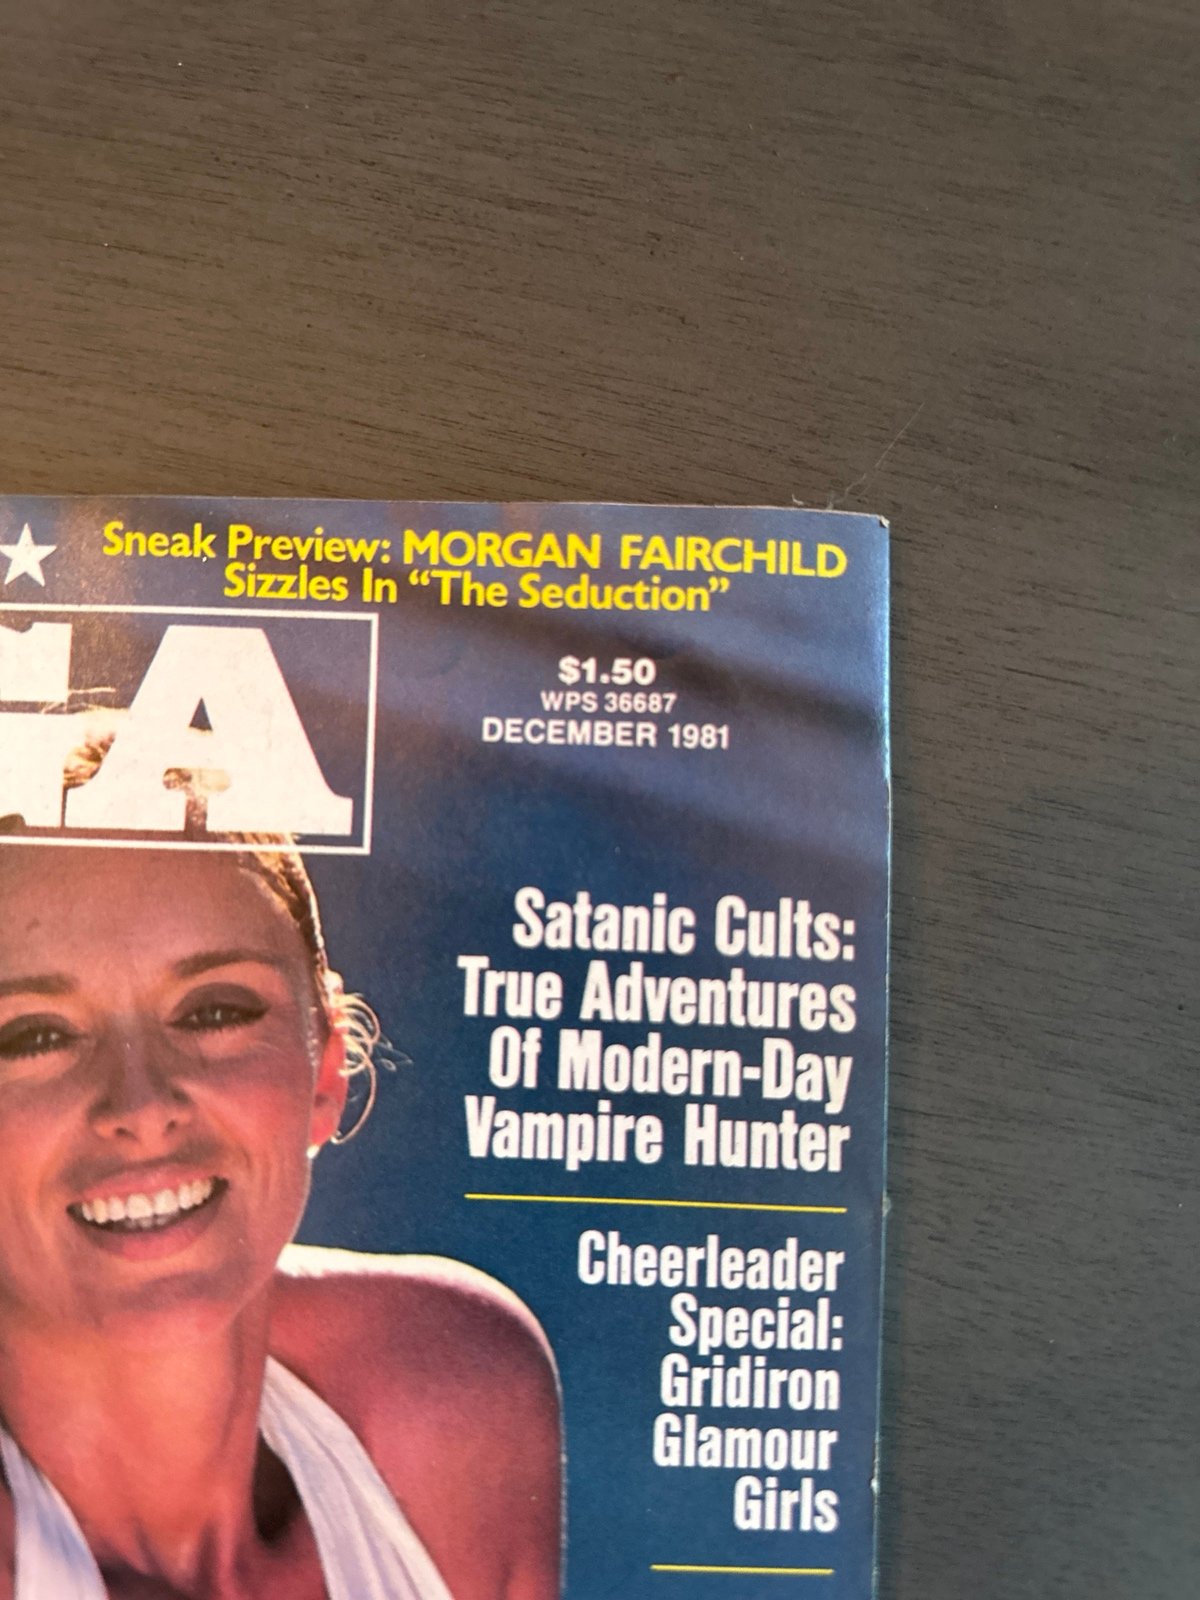 Sneak Preview: MORGAN FAIRCHILD
Sizzles In “The Seduction”
GA
$1.50
WPS 36687
DECEMBER 1981
Satanic Cults:
True Adventures
Of Modern-Day
Vampire Hunter
Cheerleader
Special:
Gridiron
Glamour
Girls